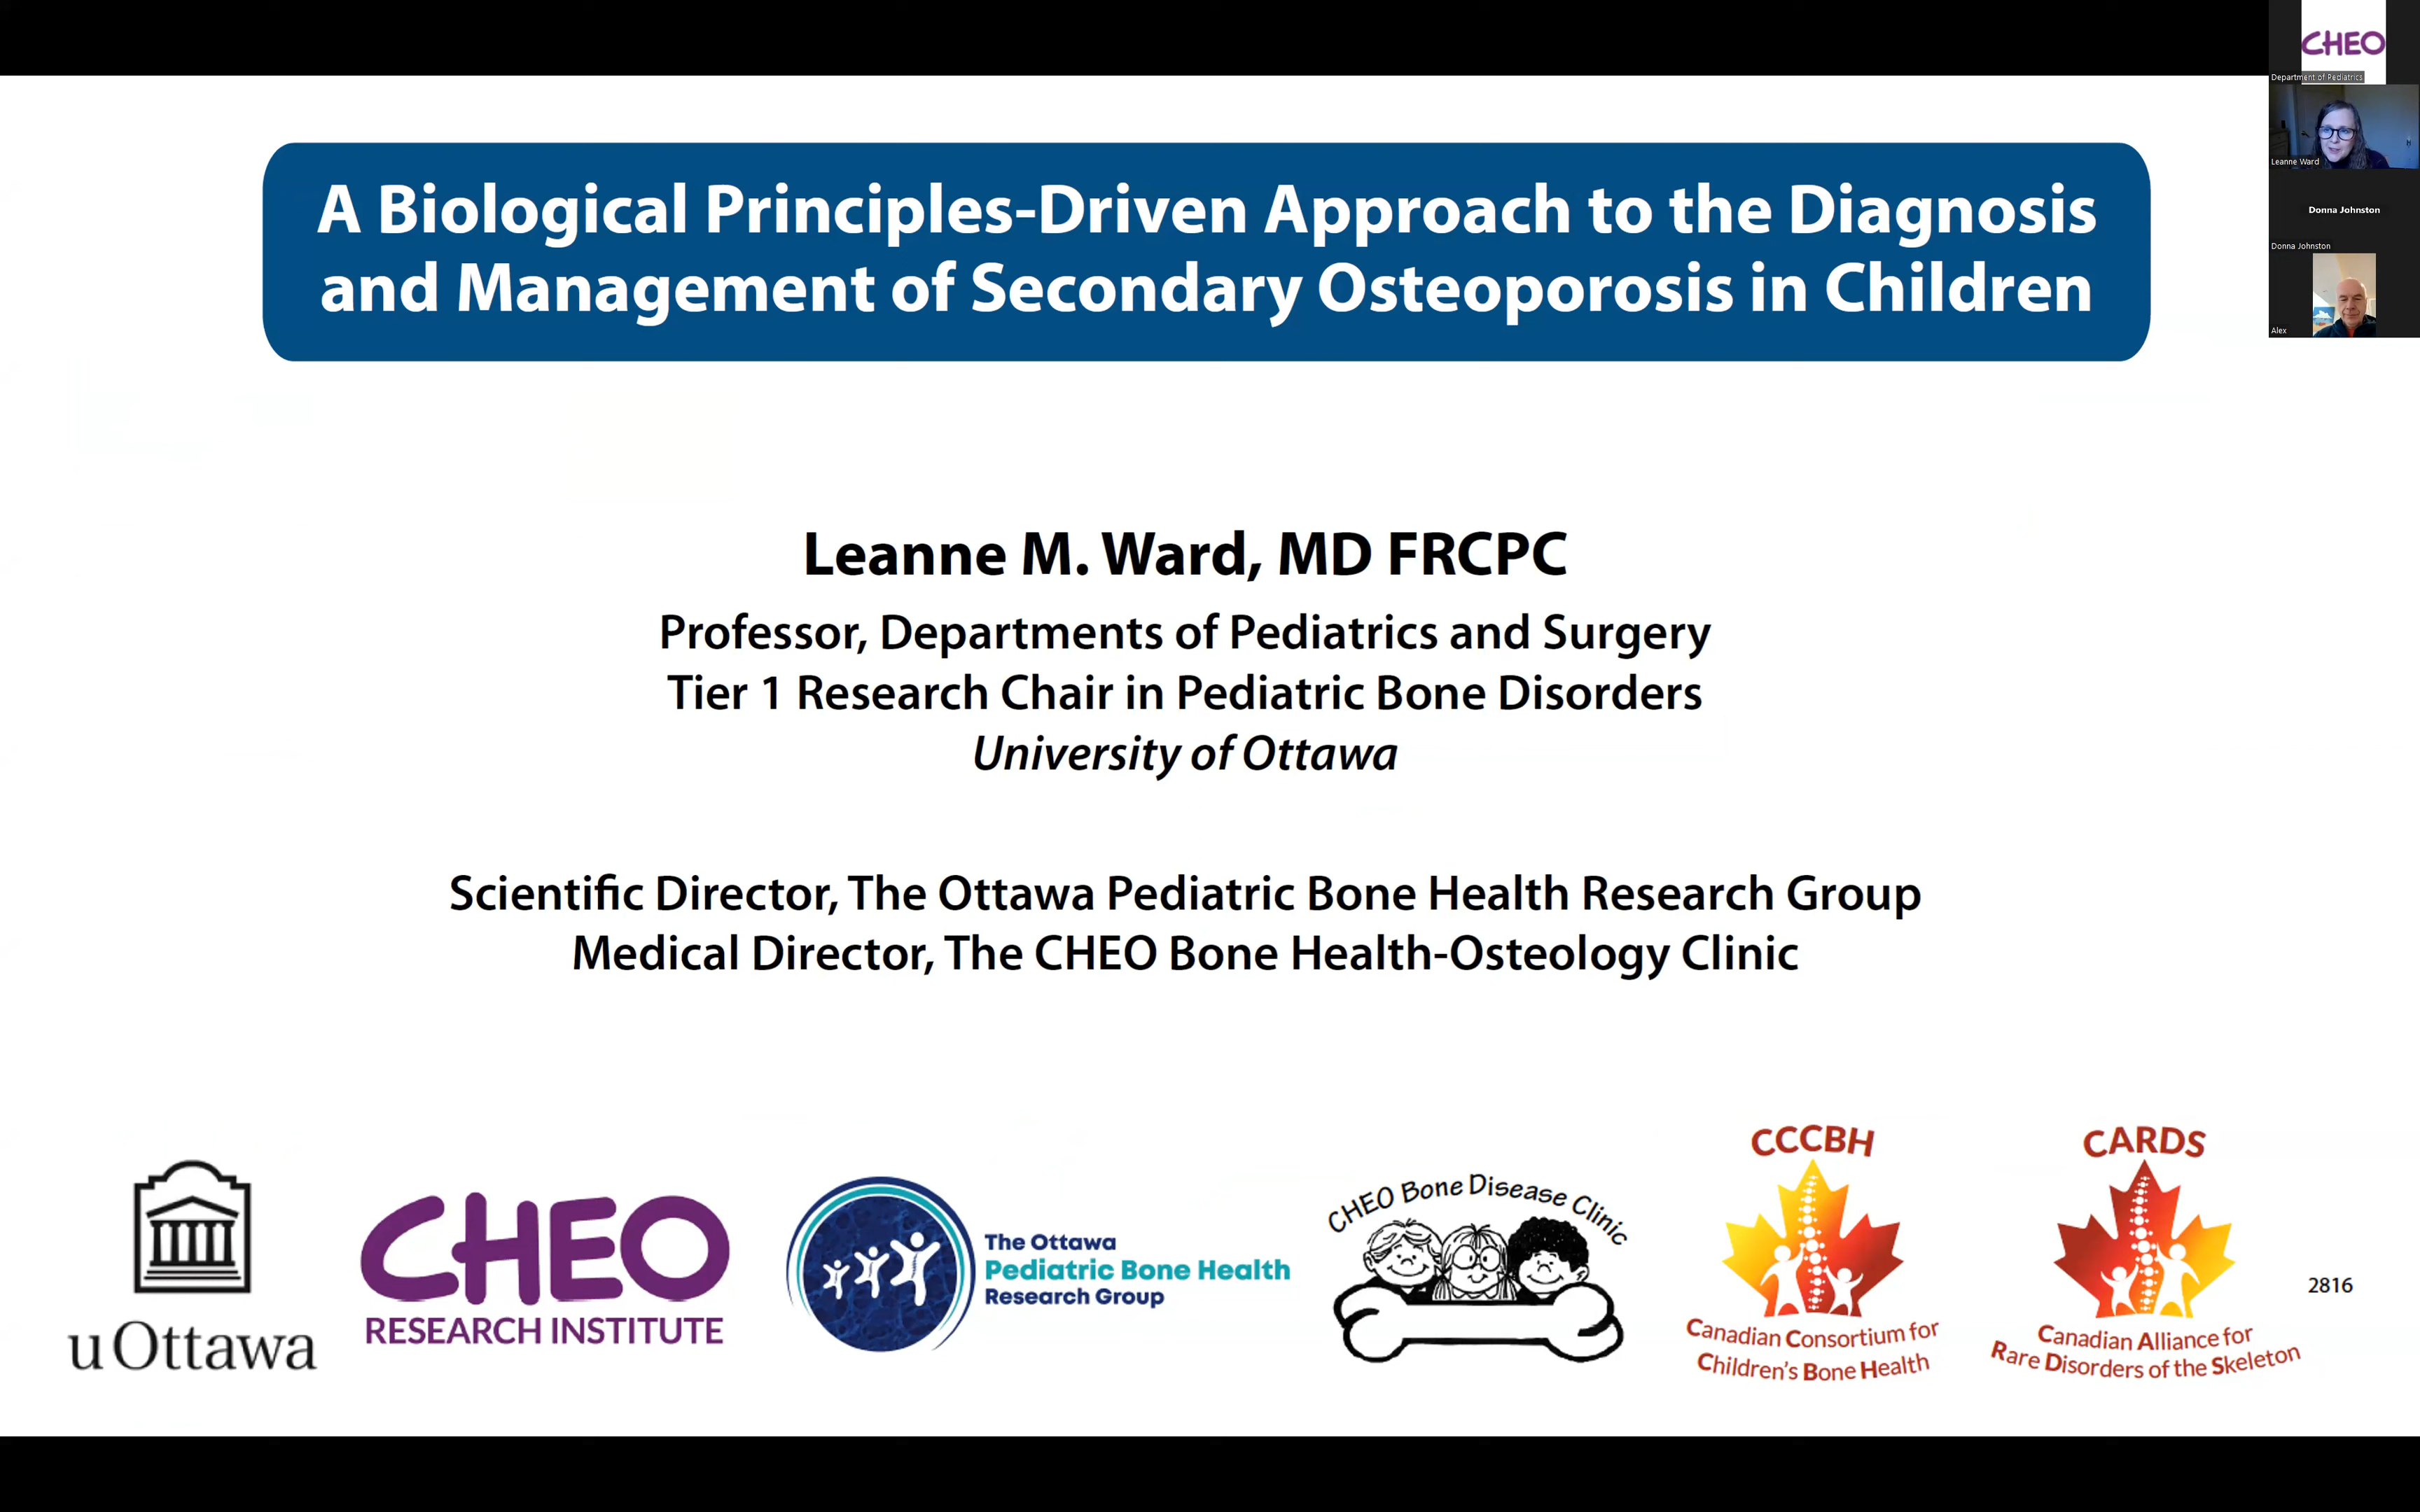 A Biological Principles-Driven Approach to the Diagnosis
and Management of Secondary Osteoporosis in Children
Leanne M. Ward, MD FRCPC
Professor, Departments of Pediatrics and Surgery
Tier 1 Research Chair in Pediatric Bone Disorders
University of Ottawa
Scientific Director, The Ottawa Pediatric Bone Health Research Group
Medical Director, The CHEO Bone Health-Osteology Clinic
uOttawa
CHEO
RESEARCH INSTITUTE
The Ottawa
Pediatric Bone Health
Research Group
CHEO Bone Disease Clinic
CCCBH
Canadian Consortium for
Children's Bone Health
CARDS
Canadian Alliance for
Rare Disorders of the Skeleton
2816
CHEO
Department of Pediatrics
Leanne Ward
Donna Johnston
Donna Johnston
Alex